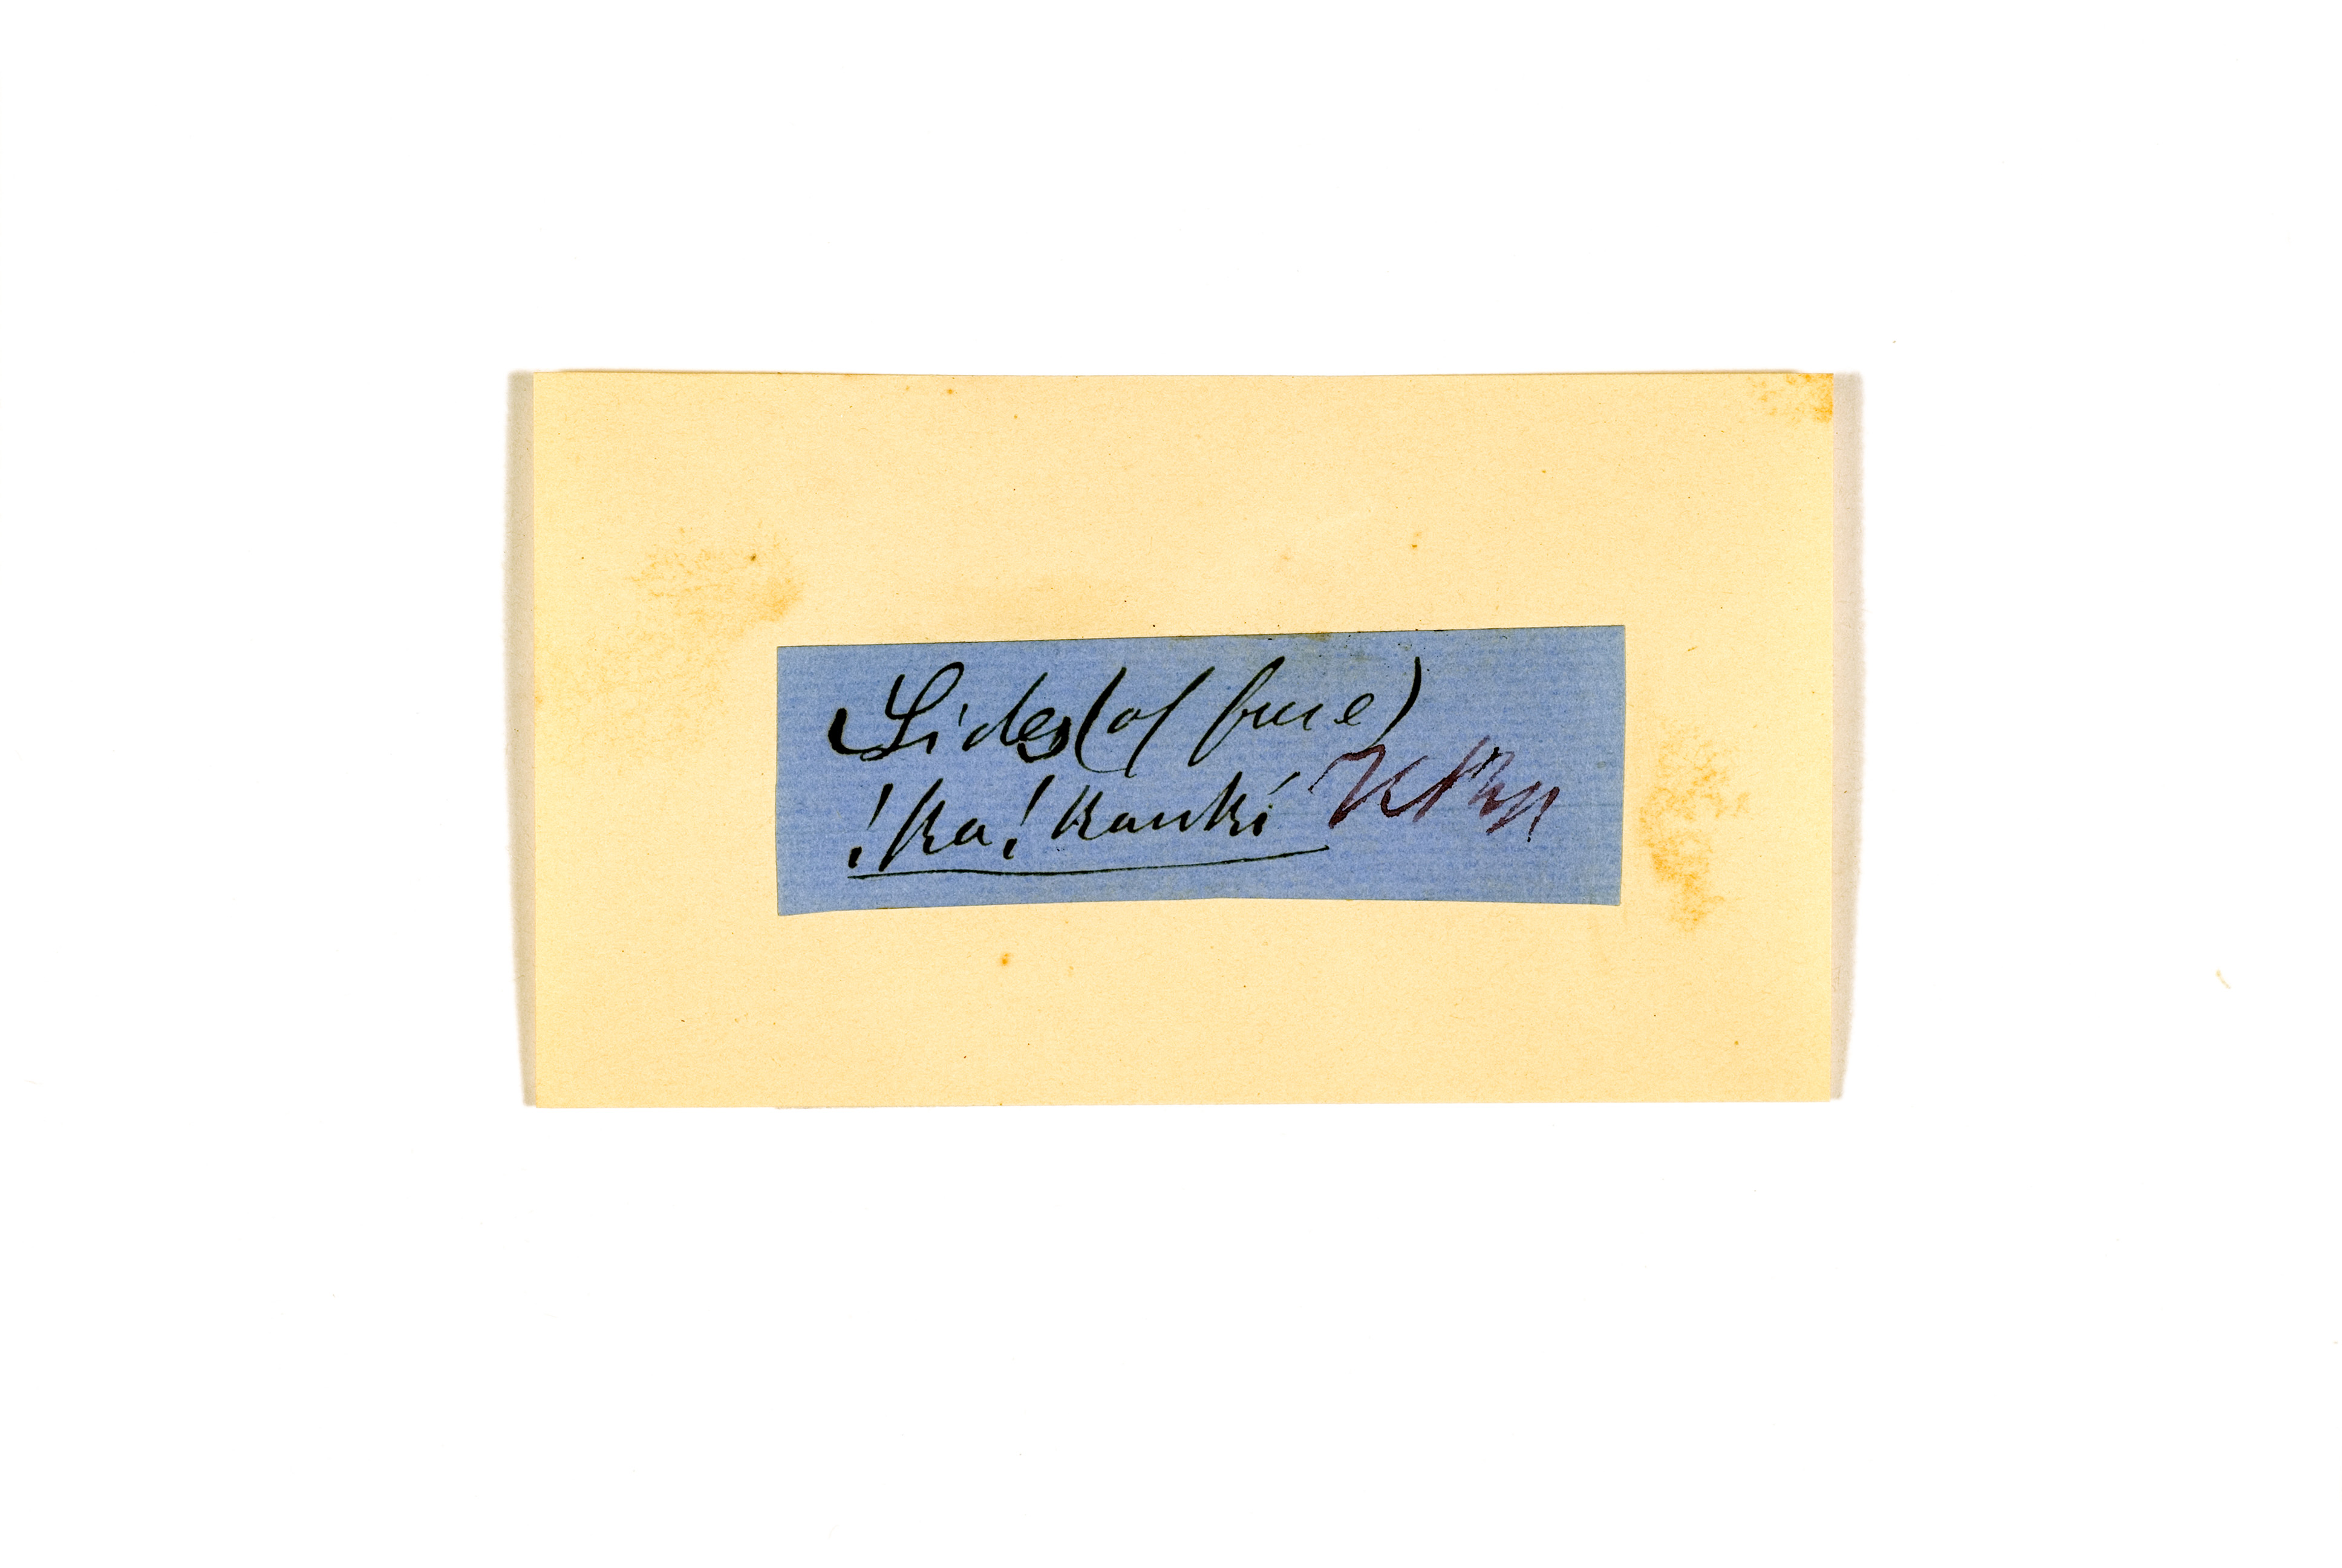 Sides (of face)
!ka!kauki